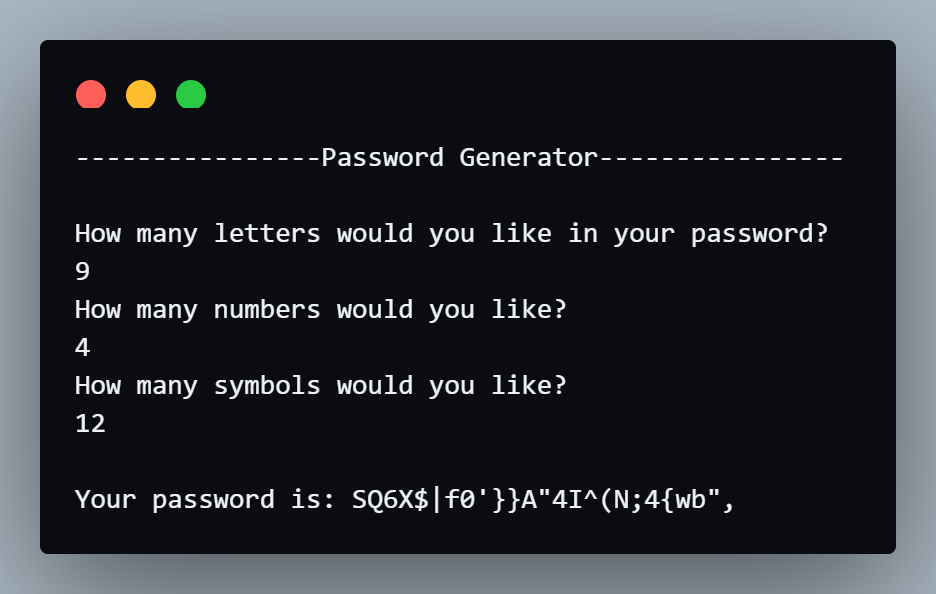 ----------------Password Generator----------------
How many letters would you like in your password?
9
How many numbers would you like?
4
How many symbols would you like?
12
Your password is: SQ6X$|f0'}}A"4I^(N;4{wb",